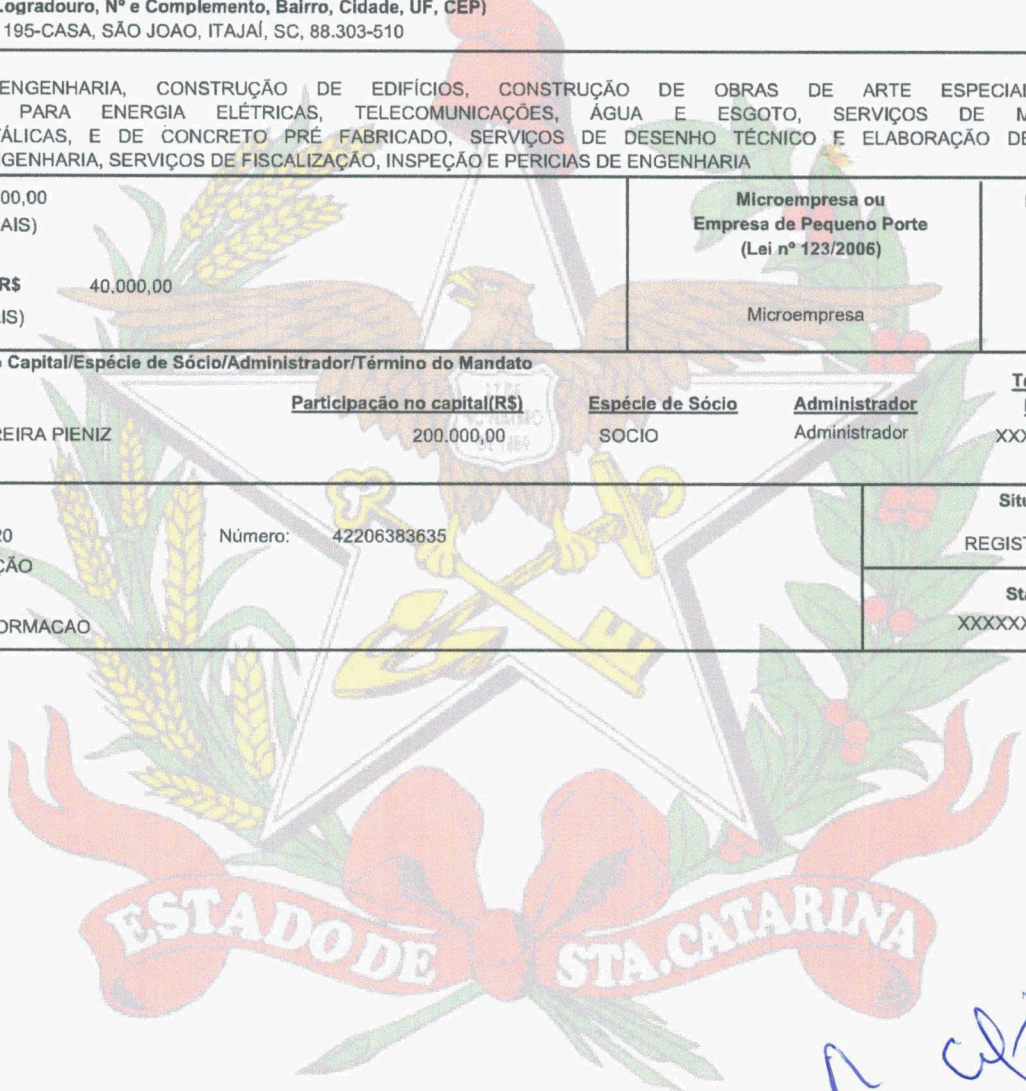 Logradouro, Nº e Complemento, Bairro, Cidade, UF, CEP)
195-CASA, SÃO JOAO, ITAJAÍ, SC, 88.303-510
ENGENHARIA, CONSTRUÇÃO DE EDIFÍCIOS, CONSTRUÇÃO DE OBRAS DE ARTE ESPECIAI
PARA ENERGIA ELÉTRICAS, TELECOMUNICAÇÕES, ÁGUA E ESGOTO, SERVIÇOS DE M
TÁLICAS, E DE CONCRETO PRÉ FABRICADO, SERVIÇOS DE DESENHO TÉCNICO E ELABORAÇÃO DE
GENHARIA, SERVIÇOS DE FISCALIZAÇÃO, INSPEÇÃO E PERICIAS DE ENGENHARIA
00,00
AIS)
R$ 40.000,00
IS)
Microempresa ou
Empresa de Pequeno Porte
(Lei nº 123/2006)
Microempresa
Capital/Espécie de Sócio/Administrador/Término do Mandato
Participação no capital(R$) Espécie de Sócio Administrador
REIRA PIENIZ 200.000,00 SOCIO Administrador XX
20 Número: 42206383635
ÇÃO
ORMACAO
Situ
REGIST
Sta
XXXXXX
ESTADO DE STA.CATARINA